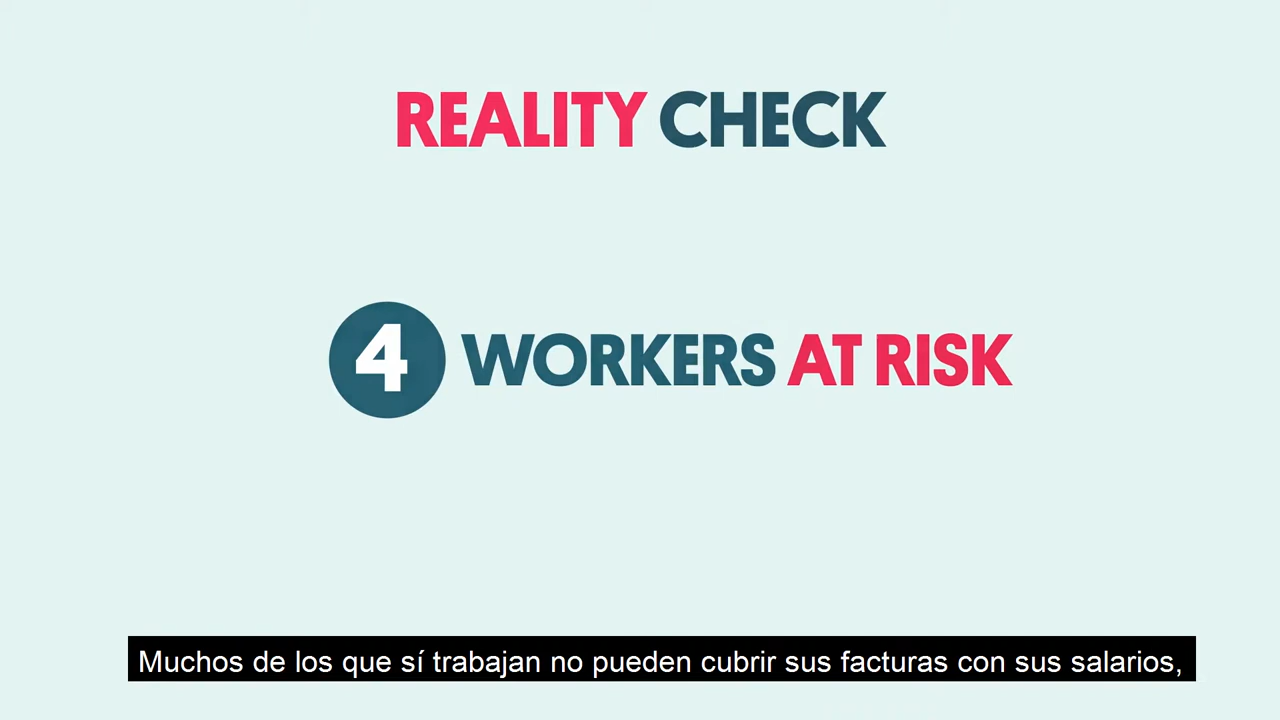 REALITY CHECK
4 WORKERS AT RISK
Muchos de los que sí trabajan no pueden cubrir sus facturas con sus salarios,